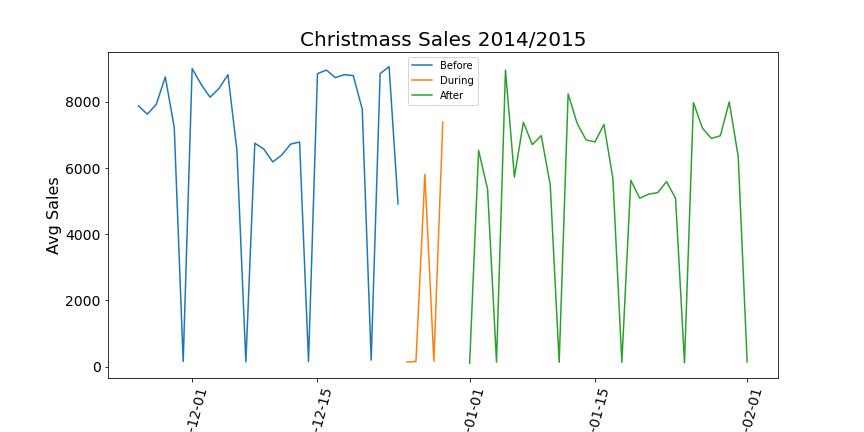 Christmass Sales 2014/2015
Before
During
After
Avg Sales
8000
6000
4000
2000
0
-12-01
-12-15
-01-01
-01-15
-02-01